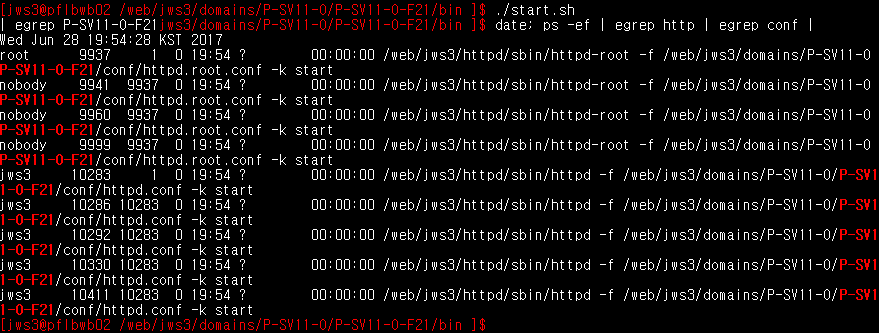 [jws3@pflbwb02 /web/jws3/domains/P-SV11-0/P-SV11-0-F21/bin ]$ ./start.sh
| egrep P-SV11-0-F21jws3/domains/P-SV11-0/P-SV11-0-F21/bin ]$ date; ps -ef | egrep http | egrep conf |
Wed Jun 28 19:54:28 KST 2017
root 9937 1 0 19:54 ? 00:00:00 /web/jws3/httpd/sbin/httpd-root -f /web/jws3/domains/P-SV11-0
P-SV11-0-F21/conf/httpd.root.conf -k start
nobody 9941 9937 0 19:54 ? 00:00:00 /web/jws3/httpd/sbin/httpd-root -f /web/jws3/domains/P-SV11-0
P-SV11-0-F21/conf/httpd.root.conf -k start
nobody 9960 9937 0 19:54 ? 00:00:00 /web/jws3/httpd/sbin/httpd-root -f /web/jws3/domains/P-SV11-0
P-SV11-0-F21/conf/httpd.root.conf -k start
nobody 9999 9937 0 19:54 ? 00:00:00 /web/jws3/httpd/sbin/httpd-root -f /web/jws3/domains/P-SV11-0
P-SV11-0-F21/conf/httpd.root.conf -k start
jws3 10283 1 0 19:54 ? 00:00:00 /web/jws3/httpd/sbin/httpd -f /web/jws3/domains/P-SV11-0/P-SV1
1-0-F21/conf/httpd.conf -k start
jws3 10286 10283 0 19:54 ? 00:00:00 /web/jws3/httpd/sbin/httpd -f /web/jws3/domains/P-SV11-0/P-SV1
1-0-F21/conf/httpd.conf -k start
jws3 10292 10283 0 19:54 ? 00:00:00 /web/jws3/httpd/sbin/httpd -f /web/jws3/domains/P-SV11-0/P-SV1
1-0-F21/conf/httpd.conf -k start
jws3 10330 10283 0 19:54 ? 00:00:00 /web/jws3/httpd/sbin/httpd -f /web/jws3/domains/P-SV11-0/P-SV1
1-0-F21/conf/httpd.conf -k start
jws3 10411 10283 0 19:54 ? 00:00:00 /web/jws3/httpd/sbin/httpd -f /web/jws3/domains/P-SV11-0/P-SV1
1-0-F21/conf/httpd.conf -k start
[jws3@pflbwb02 /web/jws3/domains/P-SV11-0/P-SV11-0-F21/bin ]$